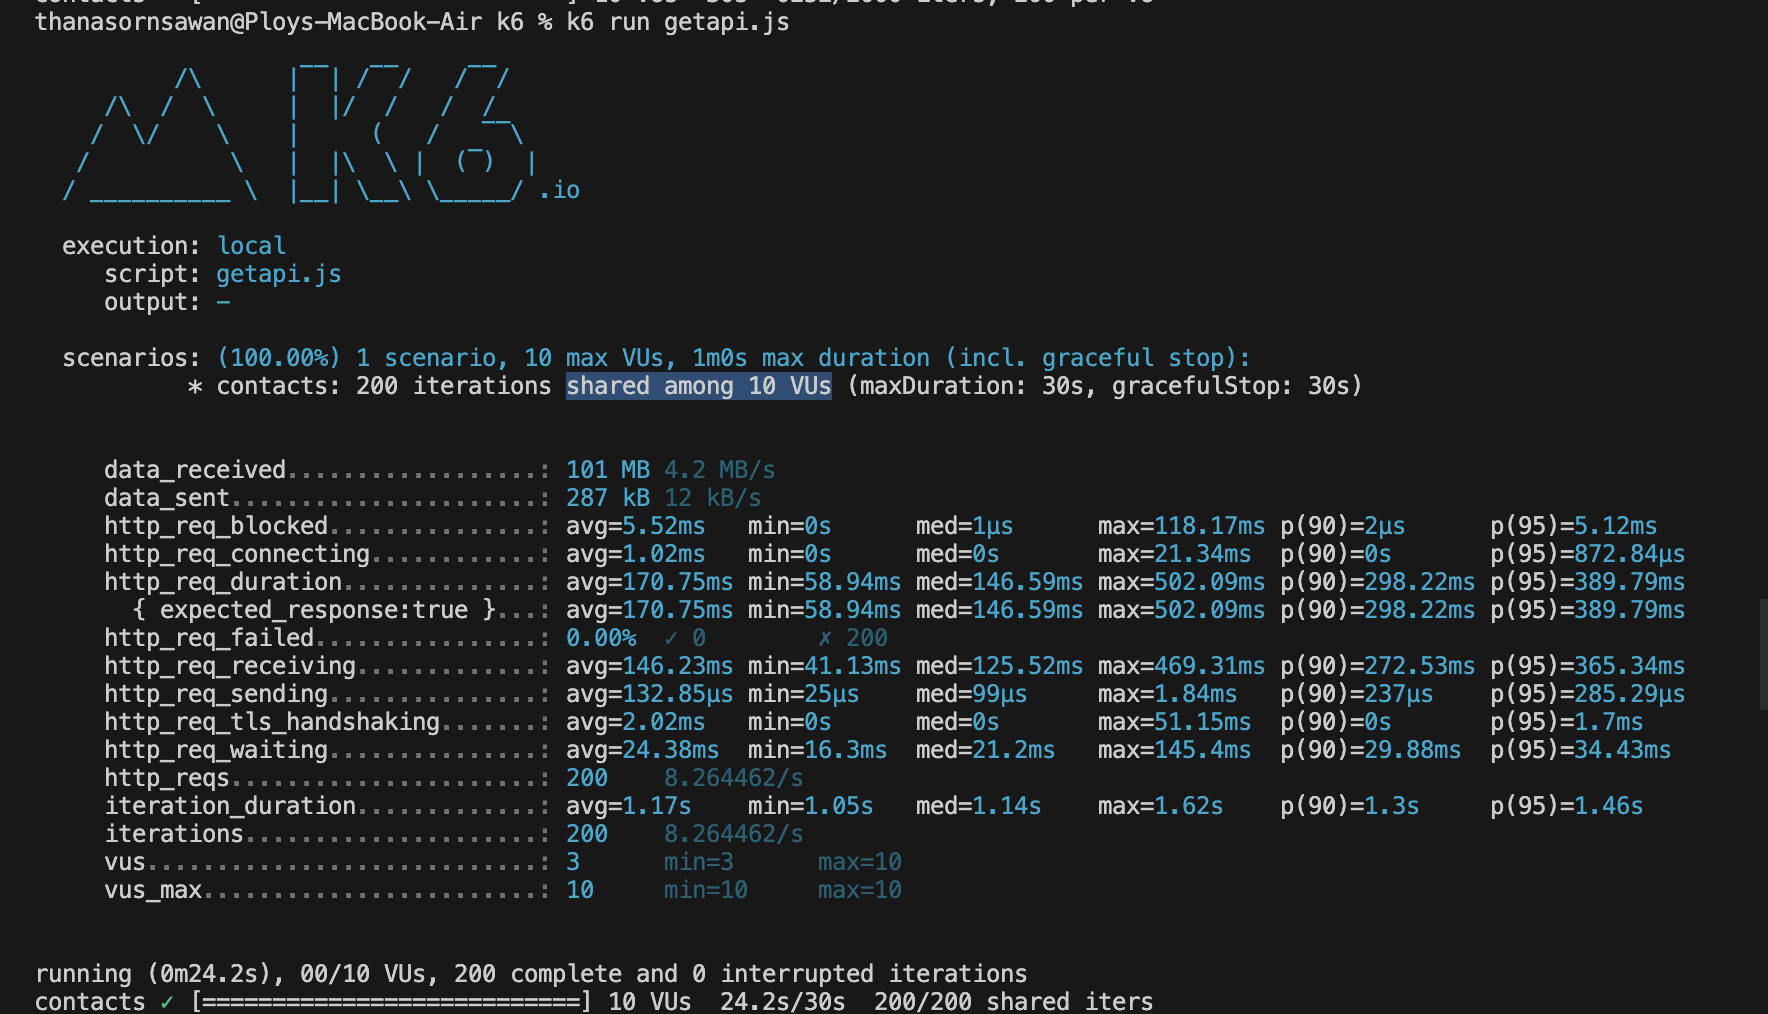 contacts   [                           ] 10 VUs  30s  0252/2000 iters, 200 per VU
thanasornsawan@Ploys-MacBook-Air k6 % k6 run getapi.js
K6 .io
execution: local
script: getapi.js
output: -
scenarios: (100.00%) 1 scenario, 10 max VUs, 1m0s max duration (incl. graceful stop):
* contacts: 200 iterations shared among 10 VUs (maxDuration: 30s, gracefulStop: 30s)
data_received..................: 101 MB 4.2 MB/s
data_sent......................: 287 kB 12 kB/s
http_req_blocked...............: avg=5.52ms min=0s med=1µs max=118.17ms p(90)=2µs p(95)=5.12ms
http_req_connecting............: avg=1.02ms min=0s med=0s max=21.34ms p(90)=0s p(95)=872.84µs
http_req_duration..............: avg=170.75ms min=58.94ms med=146.59ms max=502.09ms p(90)=298.22ms p(95)=389.79ms
{ expected_response:true }...: avg=170.75ms min=58.94ms med=146.59ms max=502.09ms p(90)=298.22ms p(95)=389.79ms
http_req_failed................: 0.00% ✓ 0 ✗ 200
http_req_receiving.............: avg=146.23ms min=41.13ms med=125.52ms max=469.31ms p(90)=272.53ms p(95)=365.34ms
http_req_sending...............: avg=132.85µs min=25µs med=99µs max=1.84ms p(90)=237µs p(95)=285.29µs
http_req_tls_handshaking.......: avg=2.02ms min=0s med=0s max=51.15ms p(90)=0s p(95)=1.7ms
http_req_waiting...............: avg=24.38ms min=16.3ms med=21.2ms max=145.4ms p(90)=29.88ms p(95)=34.43ms
http_reqs......................: 200 8.264462/s
iteration_duration.............: avg=1.17s min=1.05s med=1.14s max=1.62s p(90)=1.3s p(95)=1.46s
iterations.....................: 200 8.264462/s
vus............................: 3 min=3 max=10
vus_max........................: 10 min=10 max=10
running (0m24.2s), 00/10 VUs, 200 complete and 0 interrupted iterations
contacts ✓ [===========================] 10 VUs 24.2s/30s 200/200 shared iters